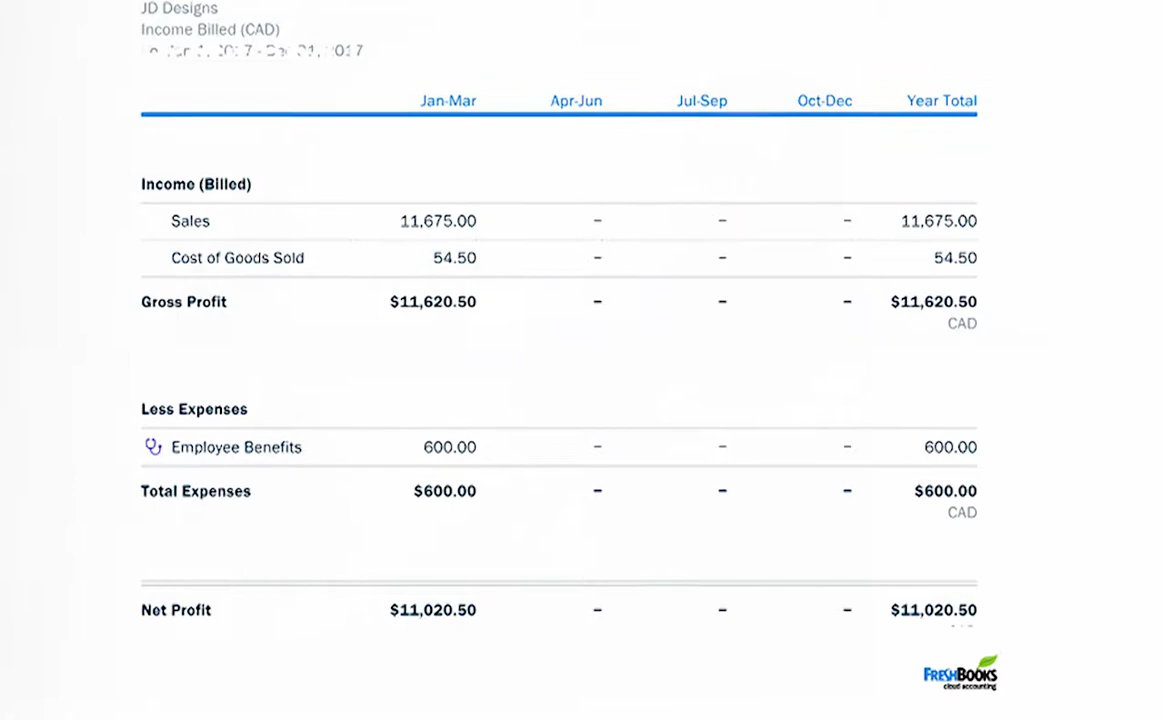 JD Designs
Income Billed (CAD)
Jan-Mar Apr-Jun Jul-Sep Oct-Dec Year Total
Income (Billed)
Sales 11,675.00 – – – 11,675.00
Cost of Goods Sold 54.50 – – – 54.50
Gross Profit $11,620.50 – – – $11,620.50
CAD
Less Expenses
Employee Benefits 600.00 – – – 600.00
Total Expenses $600.00 – – – $600.00
CAD
Net Profit $11,020.50 – – – $11,020.50
FRESHBOOKS
cloud accounting